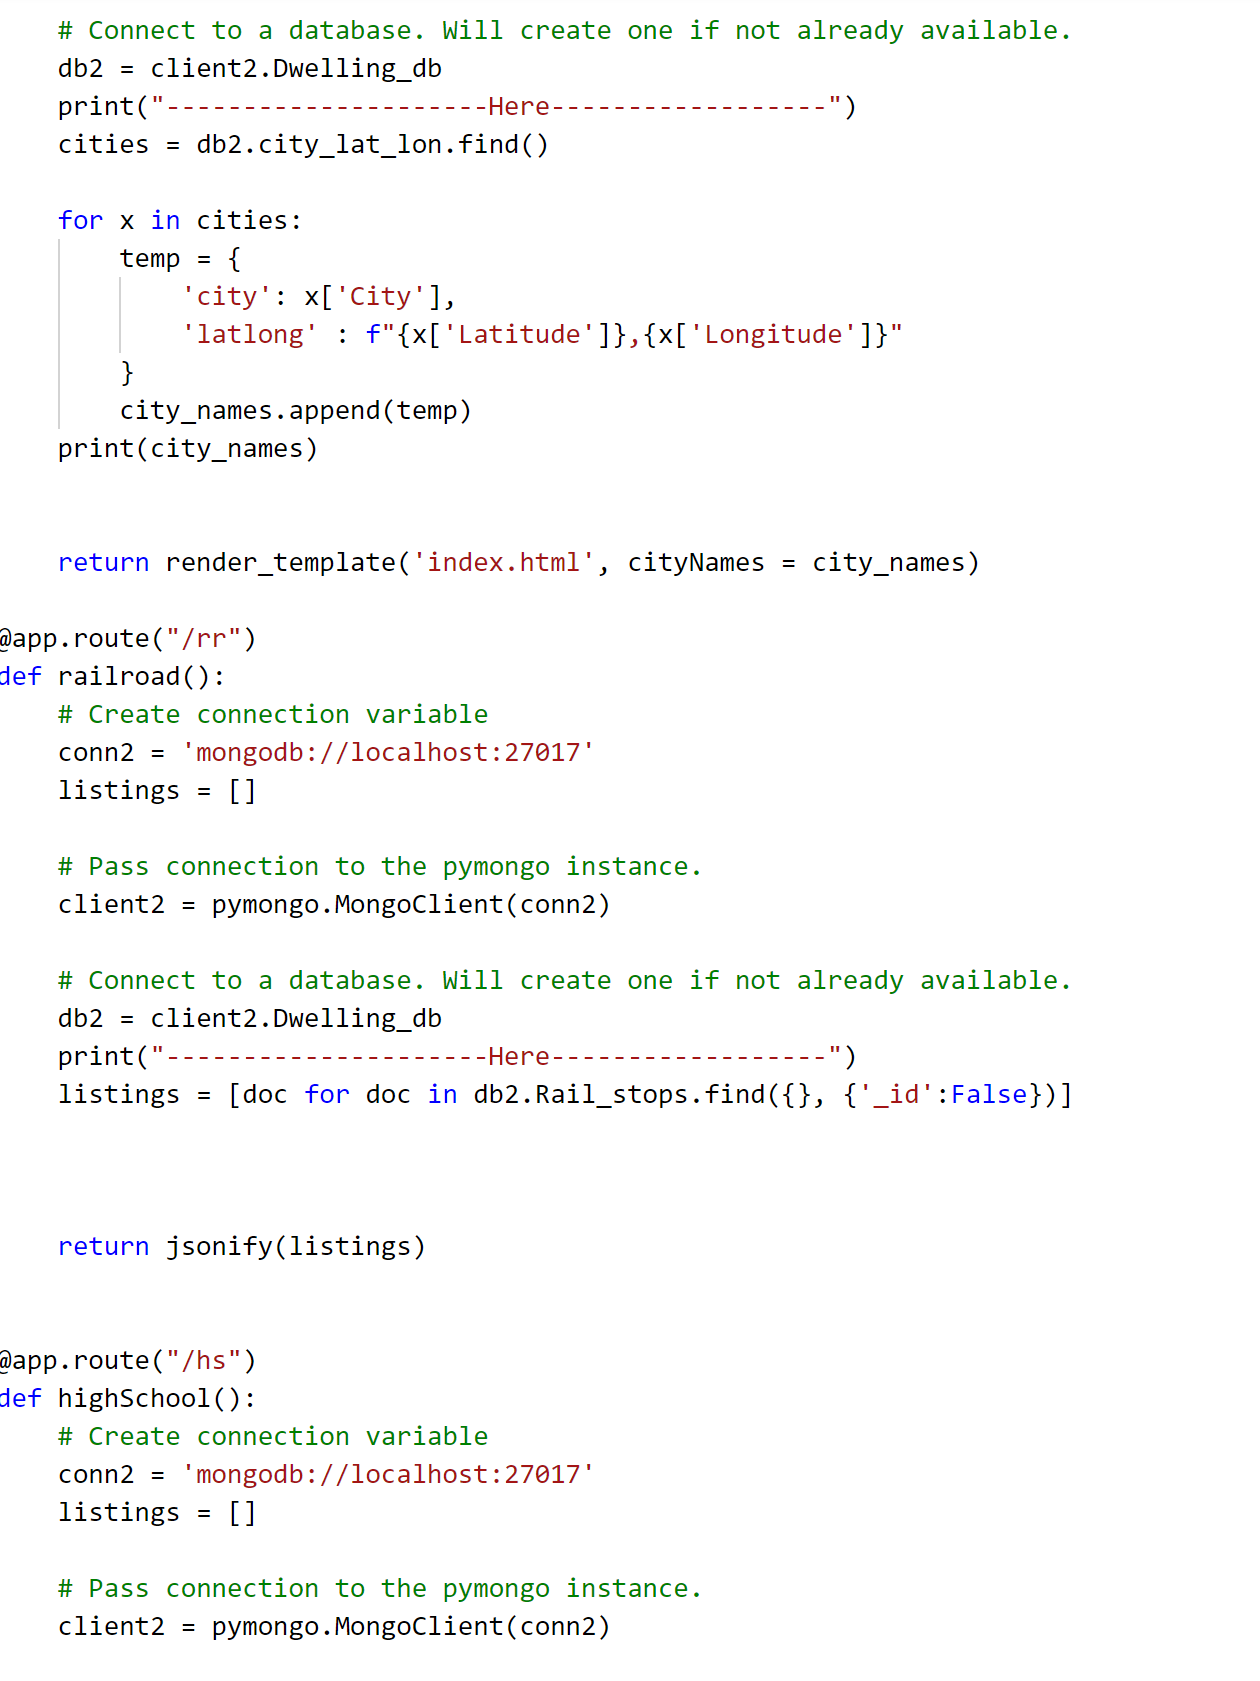 # Connect to a database. Will create one if not already available.
db2 = client2.Dwelling_db
print("---------------------Here------------------")
cities = db2.city_lat_lon.find()
for x in cities:
temp = {
'city': x['City'],
'latlong' : f"{x['Latitude']},{x['Longitude']}"
}
city_names.append(temp)
print(city_names)
return render_template('index.html', cityNames = city_names)
@app.route("/rr")
def railroad():
# Create connection variable
conn2 = 'mongodb://localhost:27017'
listings = []
# Pass connection to the pymongo instance.
client2 = pymongo.MongoClient(conn2)
# Connect to a database. Will create one if not already available.
db2 = client2.Dwelling_db
print("---------------------Here------------------")
listings = [doc for doc in db2.Rail_stops.find({}, {'_id':False})]
return jsonify(listings)
@app.route("/hs")
def highSchool():
# Create connection variable
conn2 = 'mongodb://localhost:27017'
listings = []
# Pass connection to the pymongo instance.
client2 = pymongo.MongoClient(conn2)